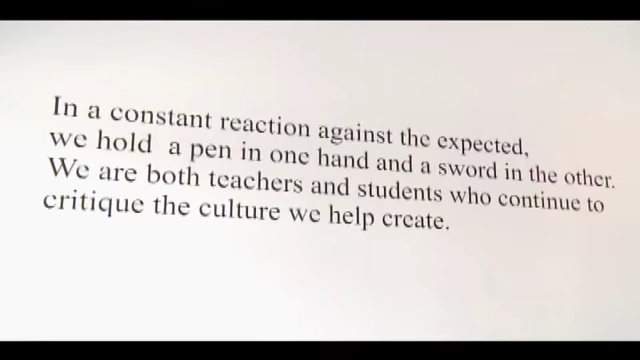 In a constant reaction against the expected,
we hold a pen in one hand and a sword in the other.
We are both teachers and students who continue to
critique the culture we help create.